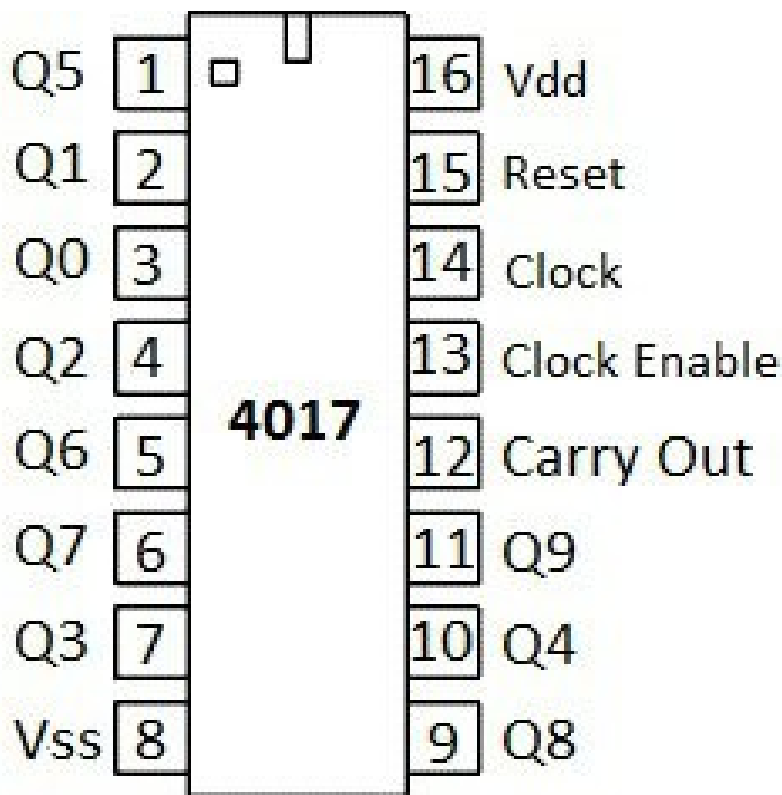 Q5 1 16 Vdd
Q1 2 15 Reset
Q0 3 14 Clock
Q2 4 13 Clock Enable
4017
Q6 5 12 Carry Out
Q7 6 11 Q9
Q3 7 10 Q4
Vss 8 9 Q8